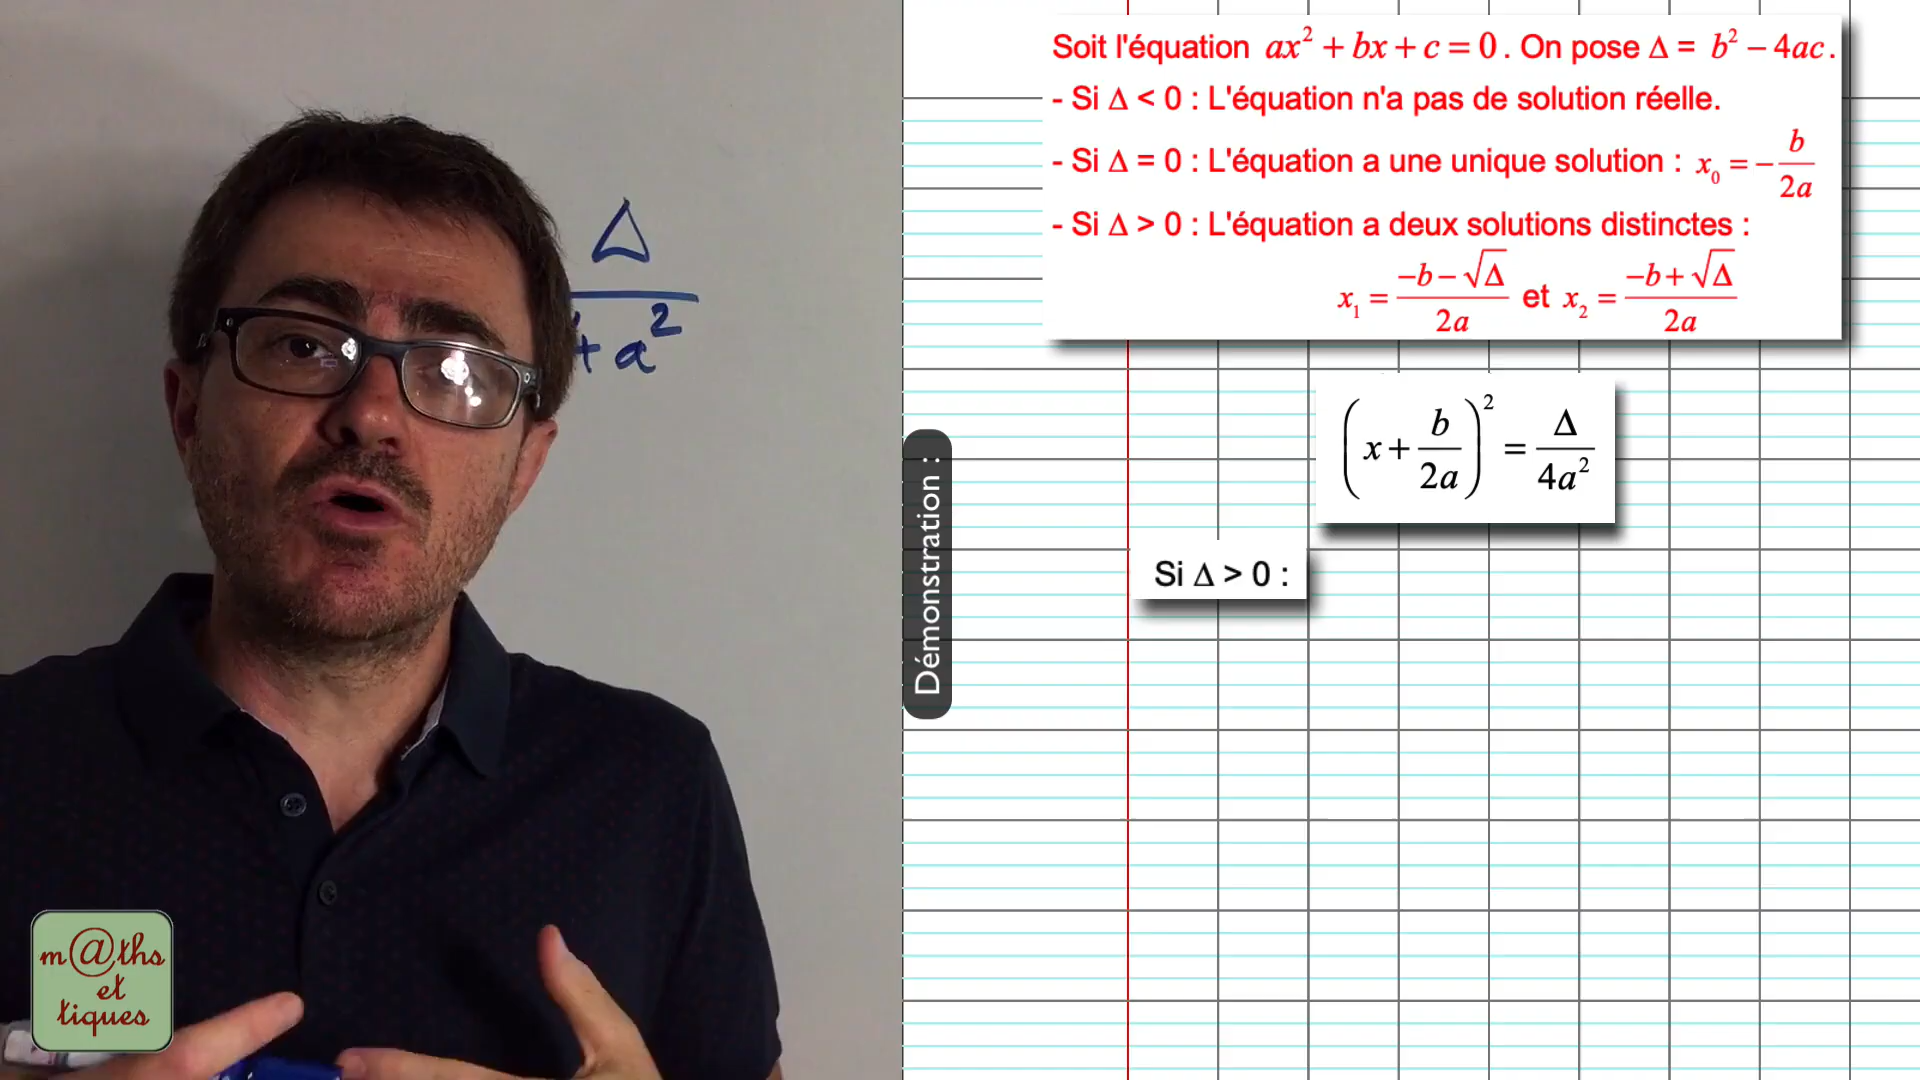 Δ
4a²
m@ths
et
tiques
Démonstration :
Soit l'équation ax² + bx + c = 0. On pose Δ = b² − 4ac.
- Si Δ < 0 : L'équation n'a pas de solution réelle.
- Si Δ = 0 : L'équation a une unique solution : x₀ = −b/2a
- Si Δ > 0 : L'équation a deux solutions distinctes :
x₁ = (−b − √Δ)/2a et x₂ = (−b + √Δ)/2a
(x + b/2a)² = Δ/4a²
Si Δ > 0 :